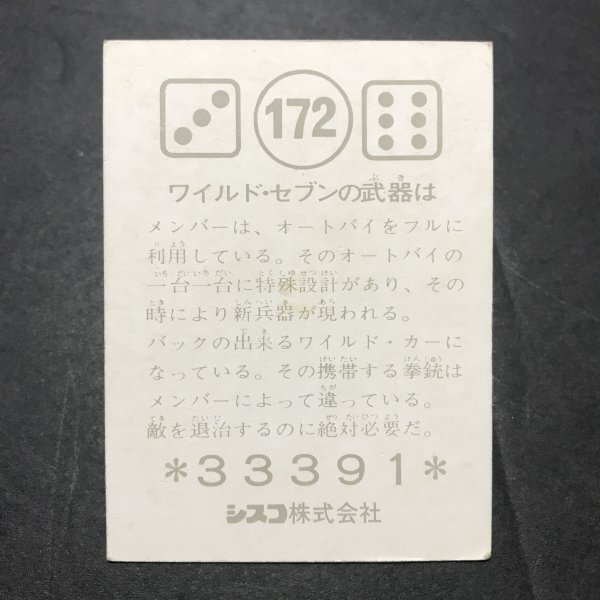 172
ワイルド・セブンの武器は
メンバーは、オートバイをフルに
利用している。そのオートバイの
一台一台に特殊設計があり、その
時により新兵器が現われる。
バックの出来るワイルド・カーに
なっている。その携帯する拳銃は
メンバーによって違っている。
敵を退治するのに絶対必要だ。
*33391*
シスコ株式会社